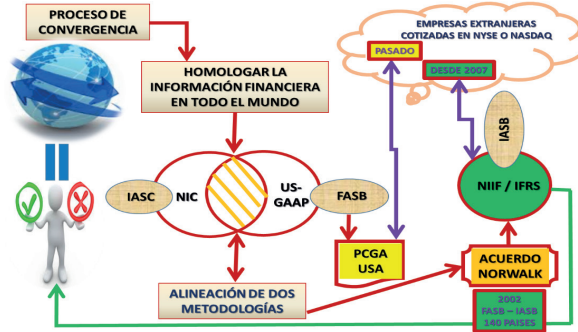 PROCESO DE
CONVERGENCIA
EMPRESAS EXTRANJERAS
COTIZADAS EN NYSE O NASDAQ
PASADO
DESDE 2007
HOMOLOGAR LA
INFORMACIÓN FINANCIERA
EN TODO EL MUNDO
IASB
NIIF / IFRS
IASC
NIC
US-
GAAP
FASB
PCGA
USA
ACUERDO
NORWALK
ALINEACIÓN DE DOS
METODOLOGÍAS
2002
FASB – IASB
140 PAISES